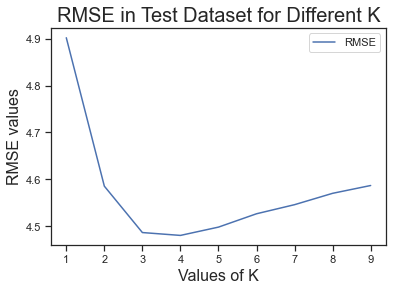 RMSE in Test Dataset for Different K
RMSE
4.9
4.8
4.7
4.6
4.5
RMSE values
1 2 3 4 5 6 7 8 9
Values of K